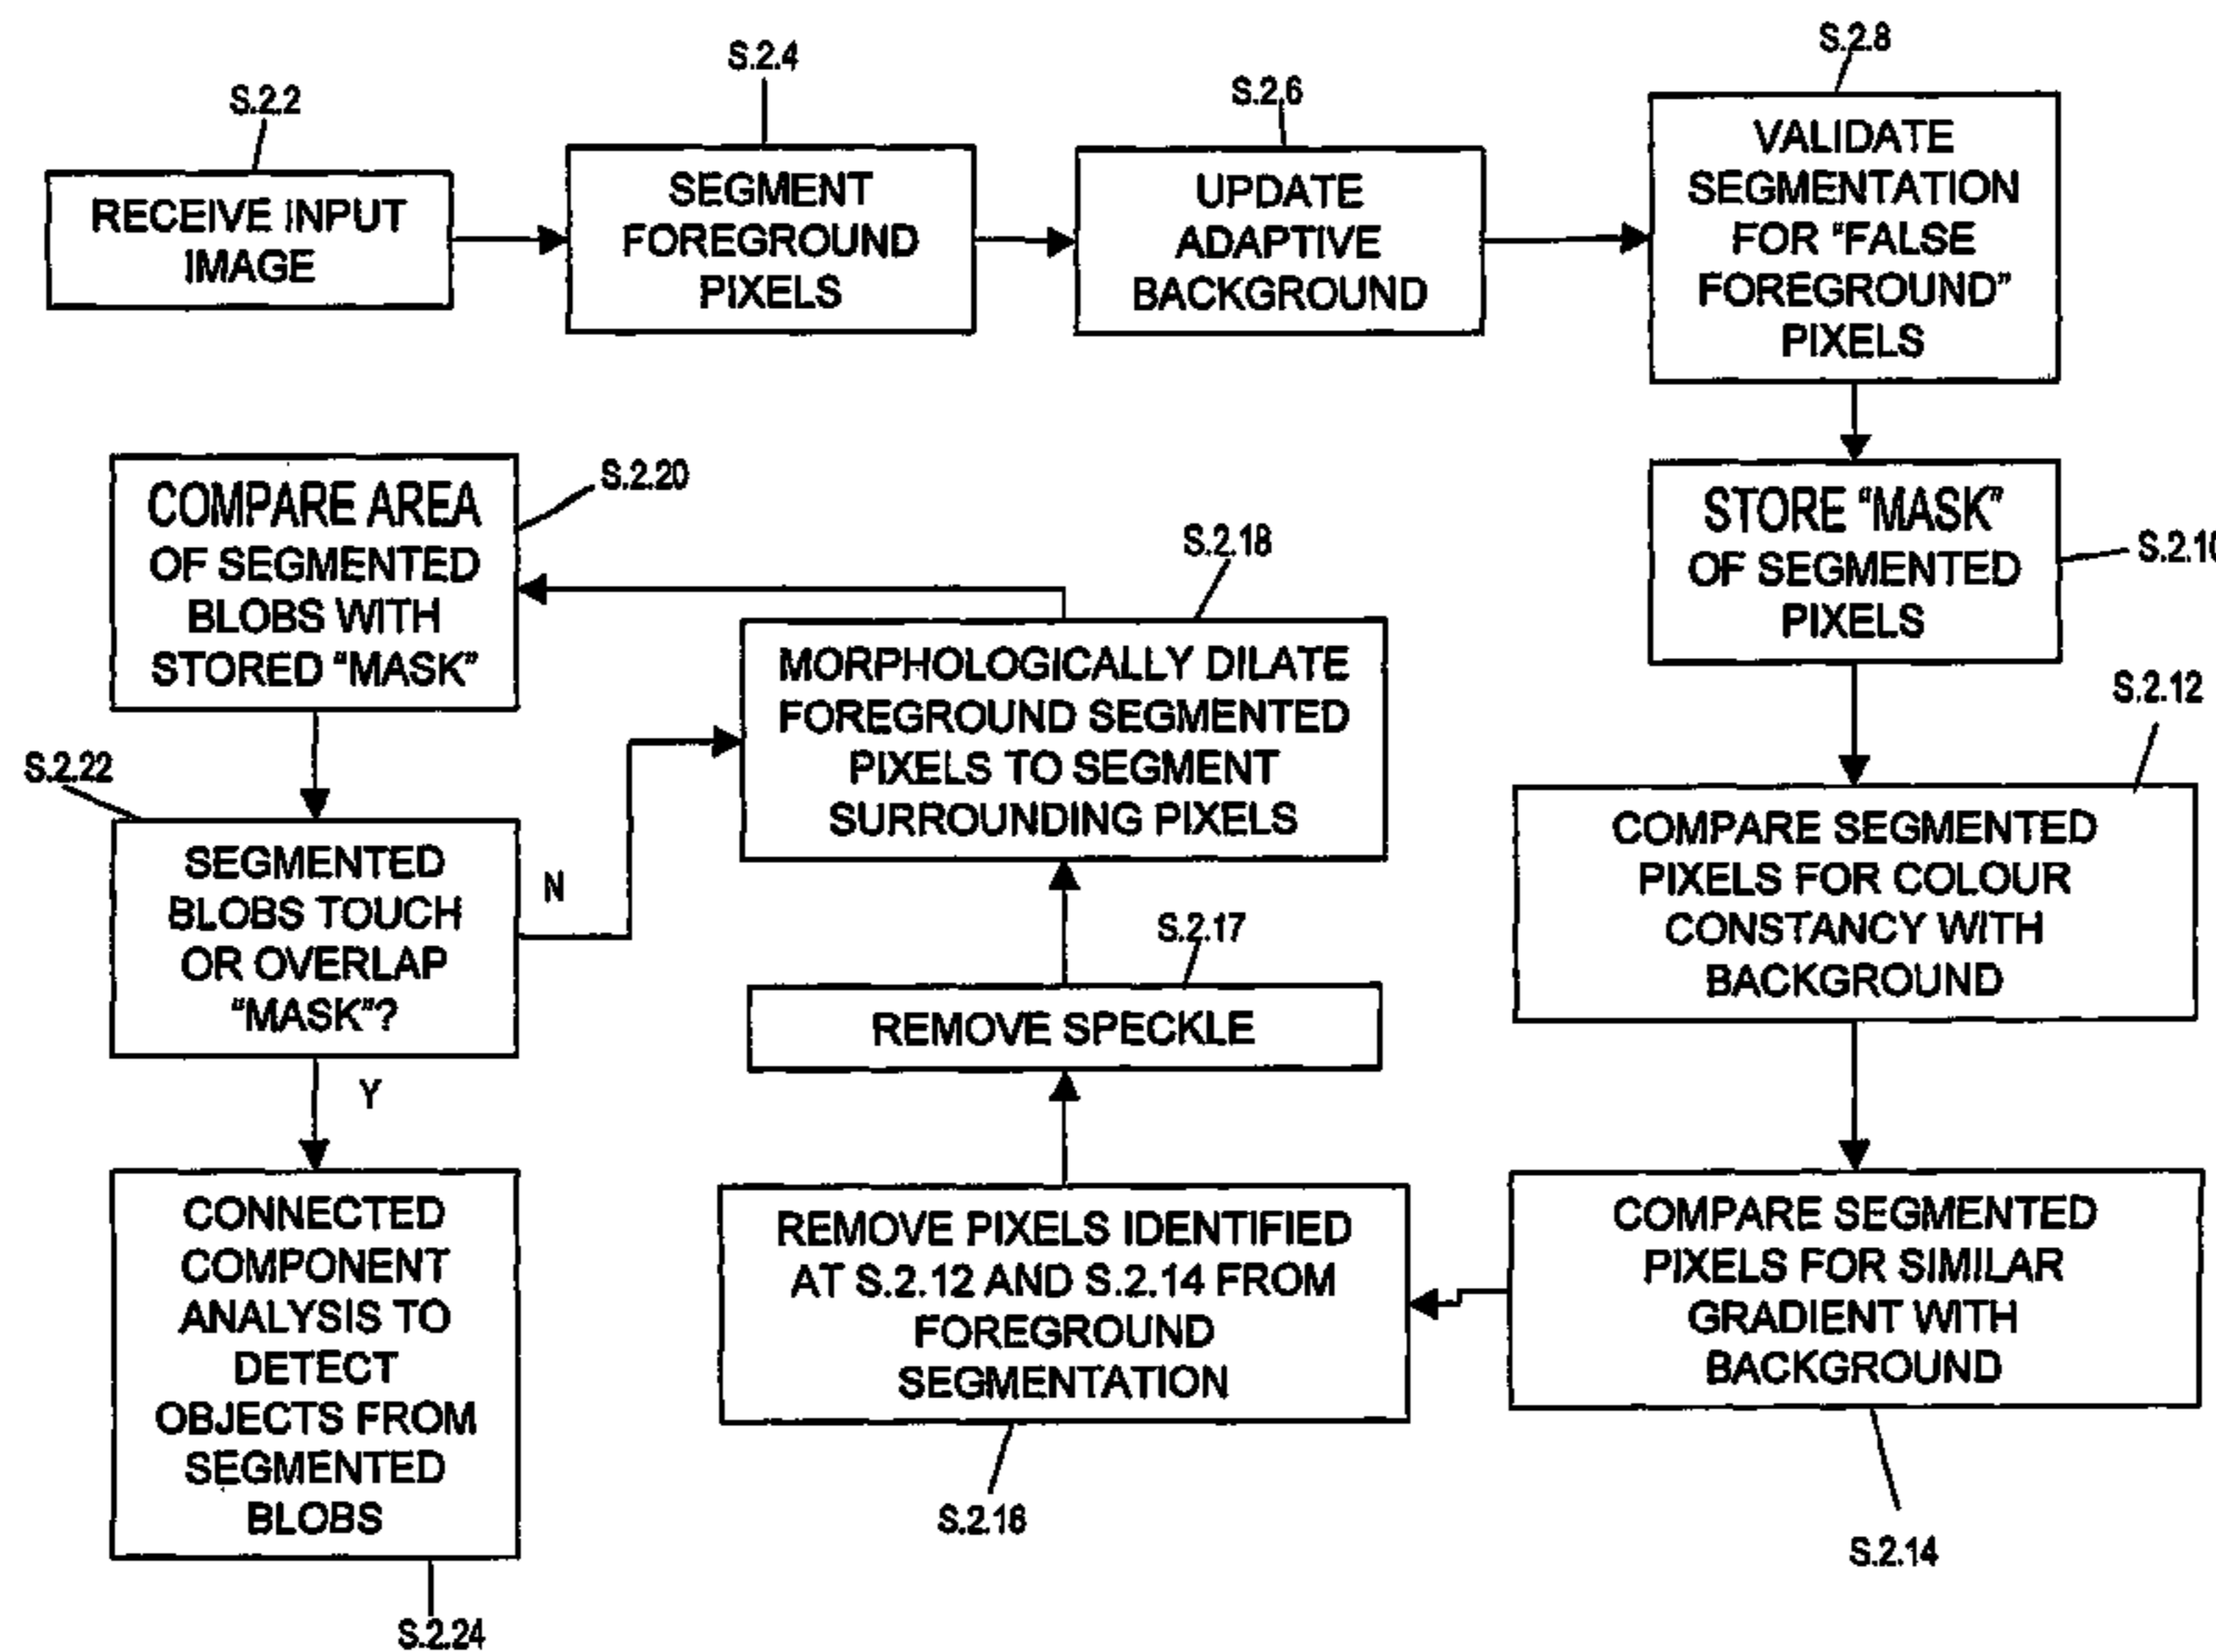 S.2.2
RECEIVE INPUT
IMAGE
S.2.4
SEGMENT
FOREGROUND
PIXELS
S.2.6
UPDATE
ADAPTIVE
BACKGROUND
S.2.8
VALIDATE
SEGMENTATION
FOR “FALSE
FOREGROUND”
PIXELS
STORE “MASK”
OF SEGMENTED
PIXELS
S.2.10
S.2.12
COMPARE SEGMENTED
PIXELS FOR COLOUR
CONSTANCY WITH
BACKGROUND
COMPARE SEGMENTED
PIXELS FOR SIMILAR
GRADIENT WITH
BACKGROUND
S.2.14
REMOVE PIXELS IDENTIFIED
AT S.2.12 AND S.2.14 FROM
FOREGROUND
SEGMENTATION
S.2.16
S.2.17
REMOVE SPECKLE
S.2.18
MORPHOLOGICALLY DILATE
FOREGROUND SEGMENTED
PIXELS TO SEGMENT
SURROUNDING PIXELS
S.2.20
COMPARE AREA
OF SEGMENTED
BLOBS WITH
STORED “MASK”
S.2.22
SEGMENTED
BLOBS TOUCH
OR OVERLAP
“MASK”?
N
Y
CONNECTED
COMPONENT
ANALYSIS TO
DETECT
OBJECTS FROM
SEGMENTED
BLOBS
S.2.24